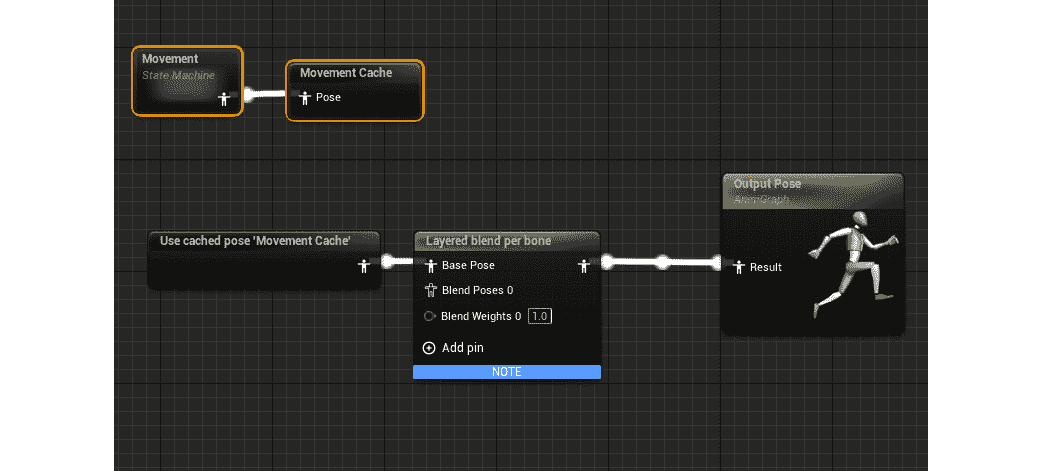 Movement
State Machine
Movement Cache
Pose
Output Pose
AnimGraph
Use cached pose 'Movement Cache'
Layered blend per bone
Base Pose
Result
Blend Poses 0
Blend Weights 0 1.0
Add pin
NOTE